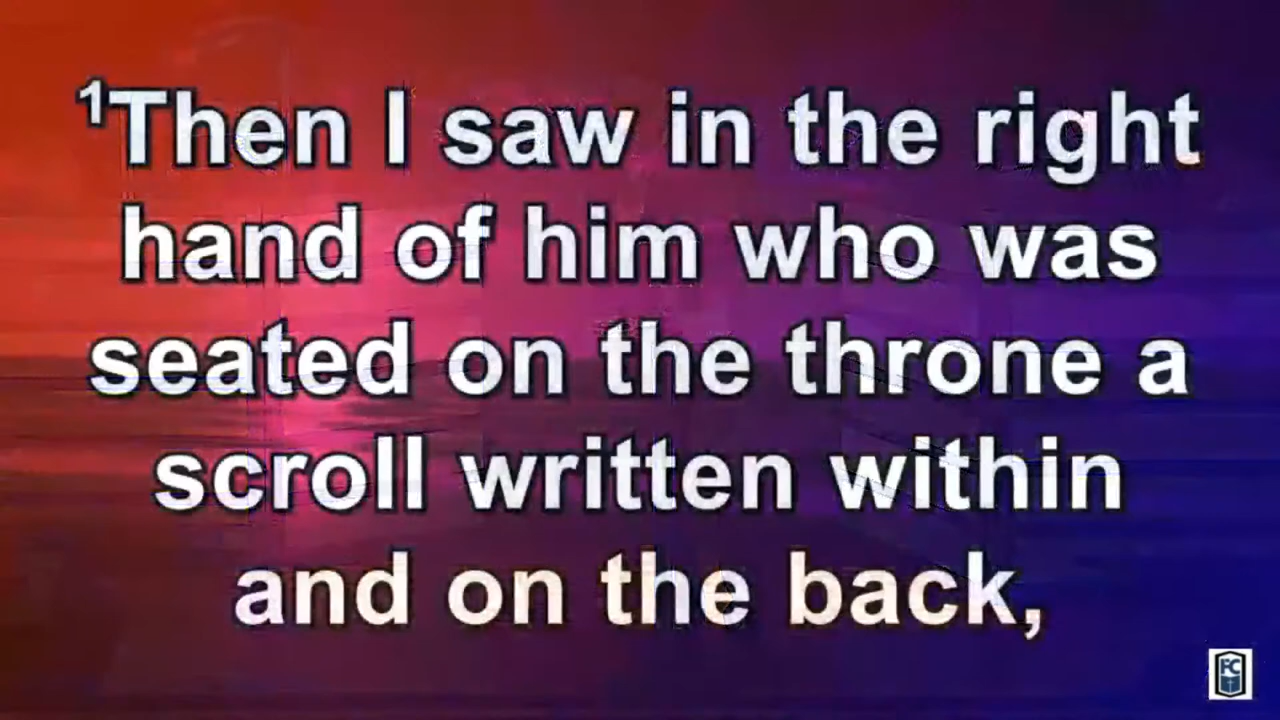 ¹Then I saw in the right
hand of him who was
seated on the throne a
scroll written within
and on the back,
FC